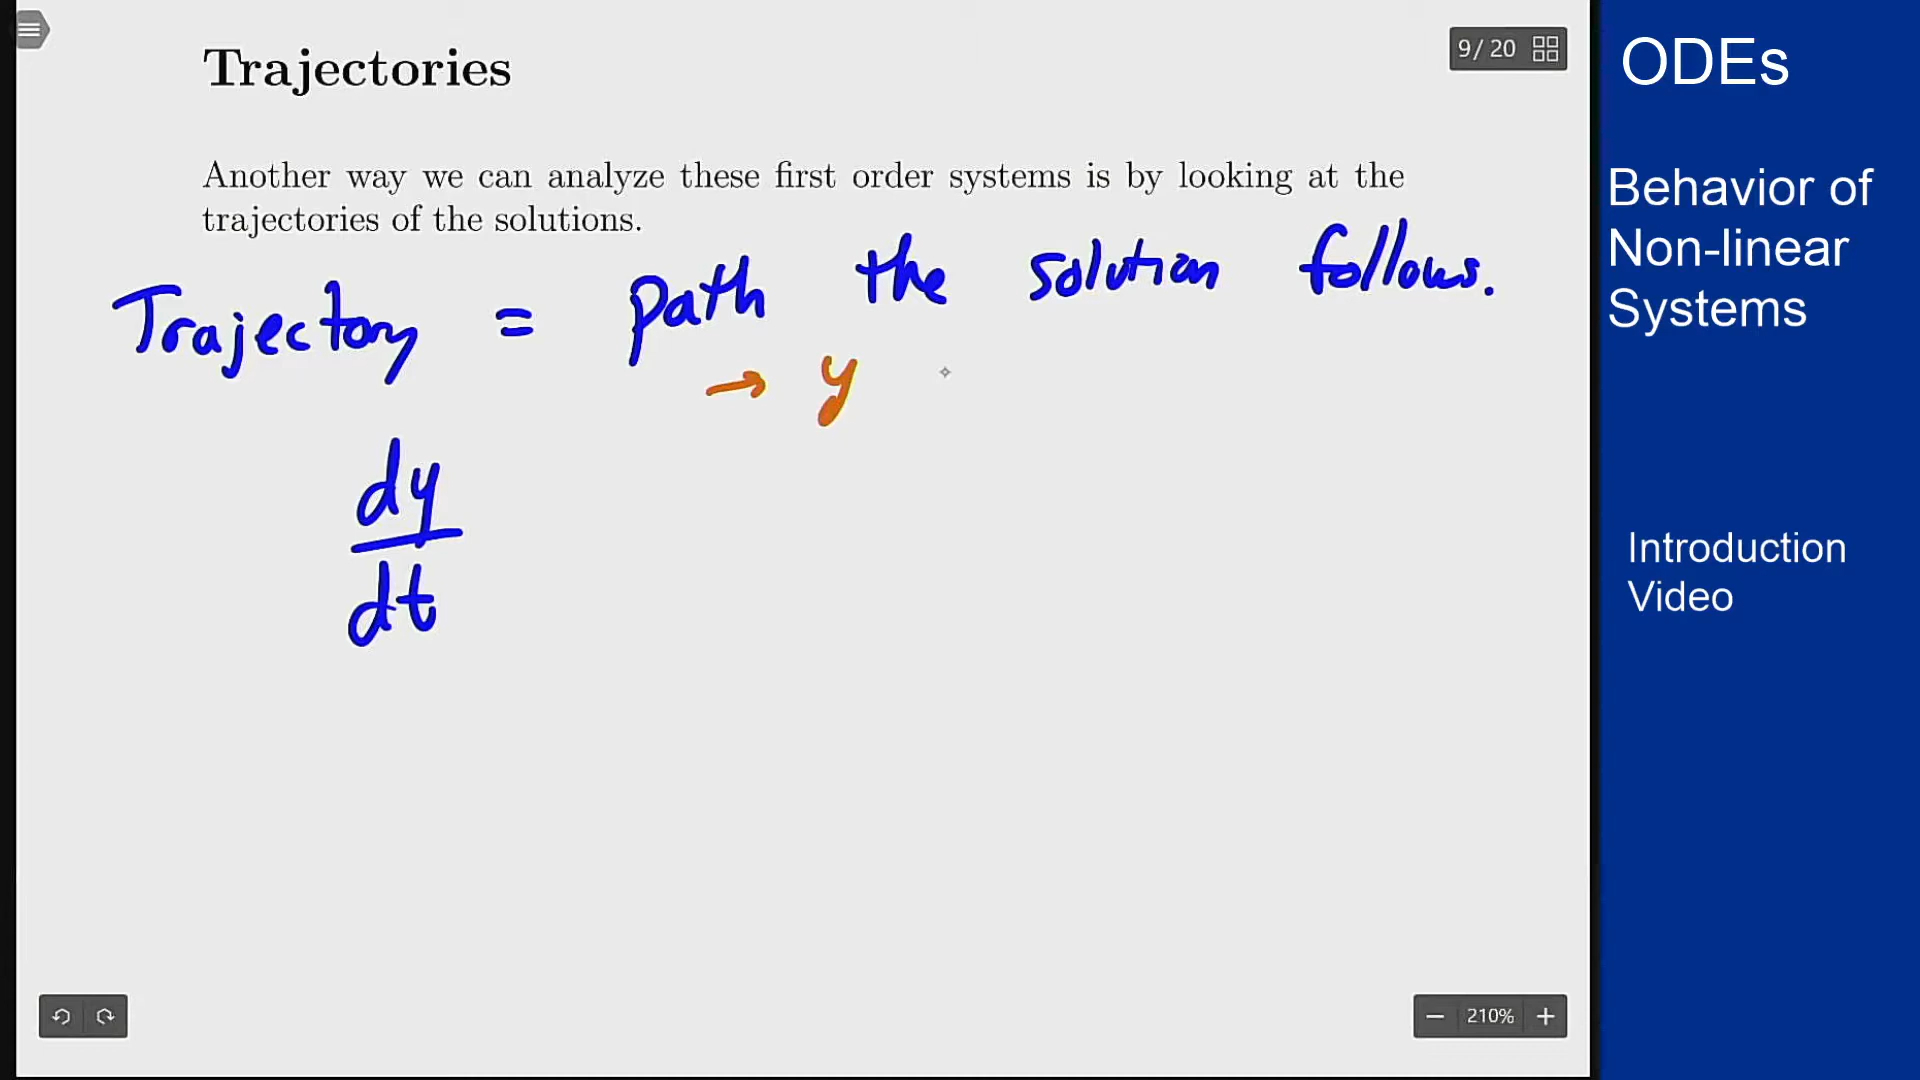 Trajectories
9 / 20
Another way we can analyze these first order systems is by looking at the
trajectories of the solutions.
Trajectory = path the solution follows.
→ y
dy
dt
210%
ODEs
Behavior of
Non-linear
Systems
Introduction
Video